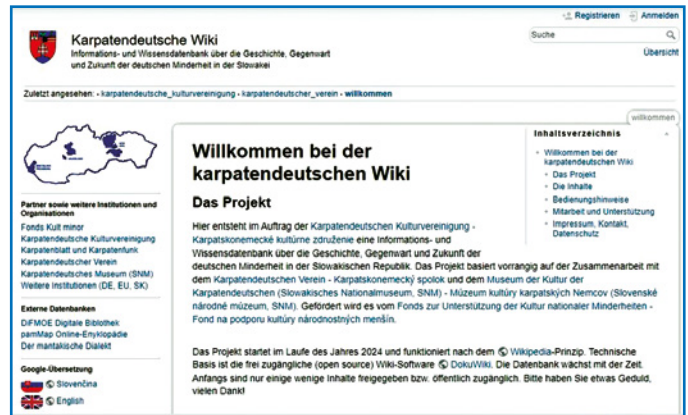 Registrieren Anmelden
Karpatendeutsche Wiki
Informations- und Wissensdatenbank über die Geschichte, Gegenwart
und Zukunft der deutschen Minderheit in der Slowakei
Suche
Übersicht
Zuletzt angesehen: • karpatendeutsche_kulturvereinigung • karpatendeutscher_verein • willkommen
willkommen
Partner sowie weitere Institutionen und
Organisationen
Fonds Kult minor
Karpatendeutsche Kulturvereinigung
Karpatenblatt und Karpatenfunk
Karpatendeutscher Verein
Karpatendeutsches Museum (SNM)
Weitere Institutionen (DE, EU, SK)
Externe Datenbanken
DiFMOE Digitale Bibliothek
pamMap Online-Enyklopädie
Der mantakische Dialekt
Google-Übersetzung
Slovenčina
English
Willkommen bei der
karpatendeutschen Wiki
Das Projekt
Hier entsteht im Auftrag der Karpatendeutschen Kulturvereinigung -
Karpatskonemecké kultúrne združenie eine Informations- und
Wissensdatenbank über die Geschichte, Gegenwart und Zukunft der
deutschen Minderheit in der Slowakischen Republik. Das Projekt basiert vorrangig auf der Zusammenarbeit mit
dem Karpatendeutschen Verein - Karpatskonemecký spolok und dem Museum der Kultur der
Karpatendeutschen (Slowakisches Nationalmuseum, SNM) - Múzeum kultúry karpatských Nemcov (Slovenské
národné múzeum, SNM). Gefördert wird es vom Fonds zur Unterstützung der Kultur nationaler Minderheiten -
Fond na podporu kultúry národnostných menšín.
Das Projekt startet im Laufe des Jahres 2024 und funktioniert nach dem Wikipedia-Prinzip. Technische
Basis ist die frei zugängliche (open source) Wiki-Software DokuWiki. Die Datenbank wächst mit der Zeit.
Anfangs sind nur einige wenige Inhalte freigegeben bzw. öffentlich zugänglich. Bitte haben Sie etwas Geduld,
vielen Dank!
Inhaltsverzeichnis
• Willkommen bei der
karpatendeutschen Wiki
• Das Projekt
• Die Inhalte
• Bedienungshinweise
• Mitarbeit und Unterstützung
• Impressum, Kontakt,
Datenschutz